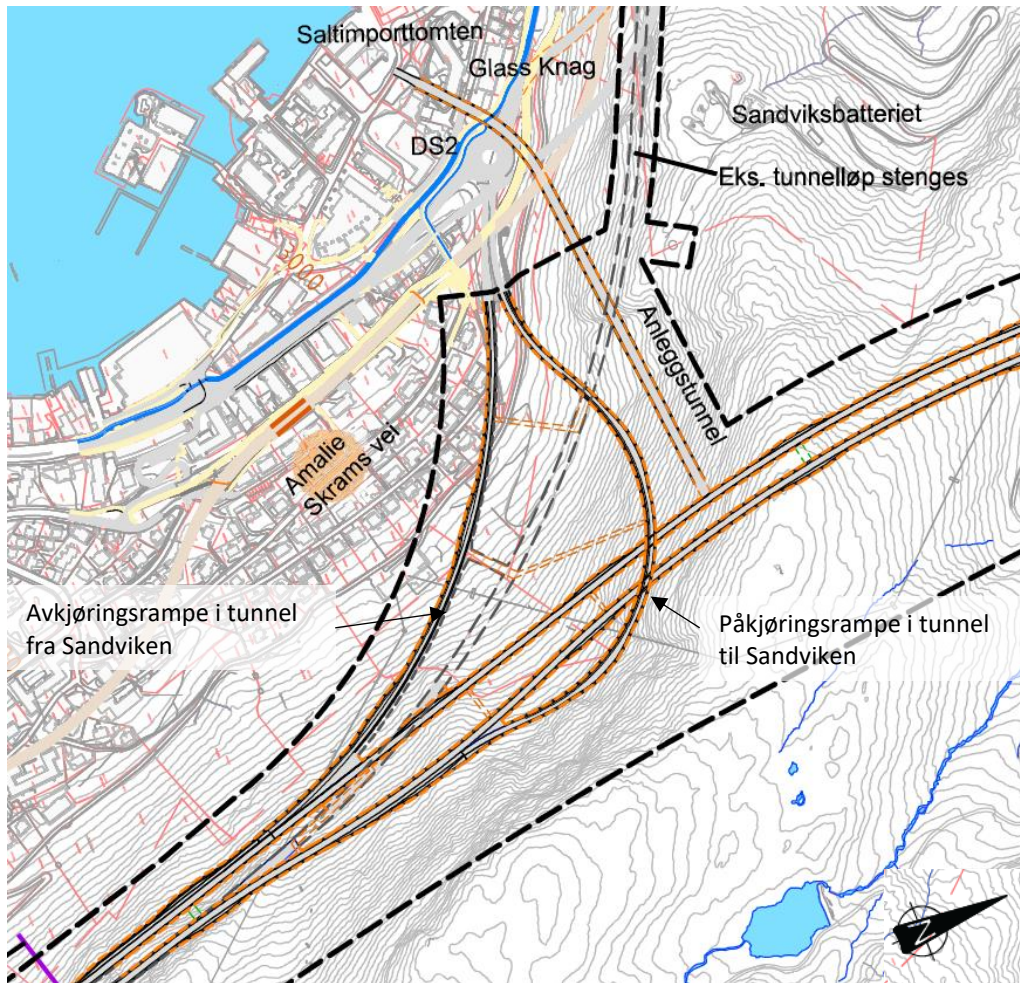 Saltimporttomten
Glass Knag
Sandviksbatteriet
DS2
Eks. tunnelløp stenges
3000
Anleggstunnel
Amalie
Skrams vei
Avkjøringsrampe i tunnel
fra Sandviken
Påkjøringsrampe i tunnel
til Sandviken
N